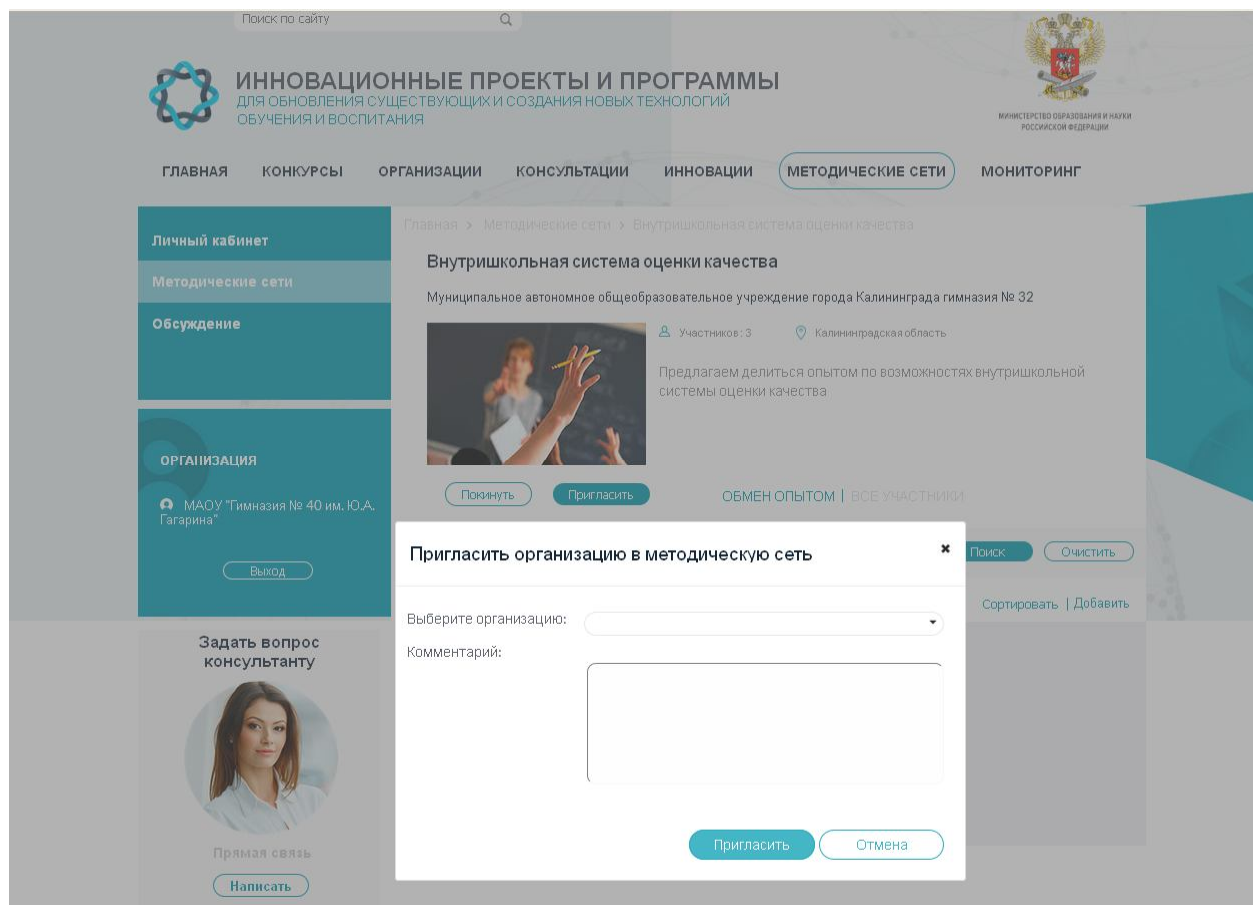 Поиск по сайту
ИННОВАЦИОННЫЕ ПРОЕКТЫ И ПРОГРАММЫ
ДЛЯ ОБНОВЛЕНИЯ СУЩЕСТВУЮЩИХ И СОЗДАНИЯ НОВЫХ ТЕХНОЛОГИЙ
ОБУЧЕНИЯ И ВОСПИТАНИЯ
МИНИСТЕРСТВО ОБРАЗОВАНИЯ И НАУКИ
РОССИЙСКОЙ ФЕДЕРАЦИИ
ГЛАВНАЯ КОНКУРСЫ ОРГАНИЗАЦИИ КОНСУЛЬТАЦИИ ИННОВАЦИИ МЕТОДИЧЕСКИЕ СЕТИ МОНИТОРИНГ
Личный кабинет
Методические сети
Обсуждение
ОРГАНИЗАЦИЯ
МАОУ "Гимназия № 40 им. Ю.А.
Гагарина"
Выход
Задать вопрос
консультанту
Прямая связь
Написать
Главная > Методические сети > Внутришкольная система оценки качества
Внутришкольная система оценки качества
Муниципальное автономное общеобразовательное учреждение города Калининграда гимназия № 32
Участников: 3 Калининградская область
Предлагаем делиться опытом по возможностях внутришкольной
системы оценки качества
Покинуть Пригласить ОБМЕН ОПЫТОМ | ВСЕ УЧАСТНИКИ
Поиск Очистить
Сортировать | Добавить
Пригласить организацию в методическую сеть
Выберите организацию:
Комментарий:
Пригласить Отмена